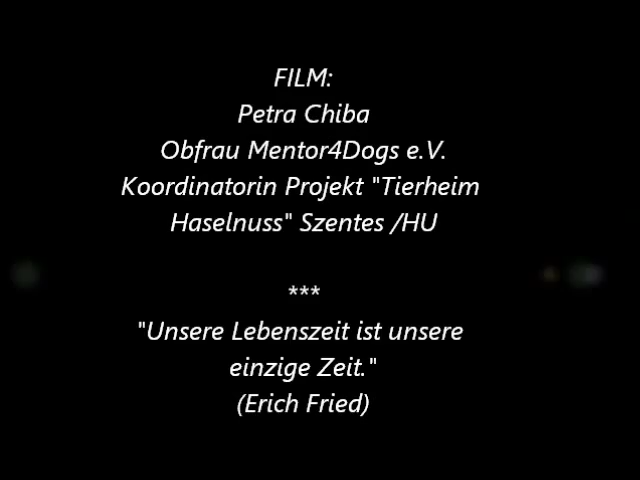 FILM:
Petra Chiba
Obfrau Mentor4Dogs e.V.
Koordinatorin Projekt "Tierheim
Haselnuss" Szentes /HU
***
"Unsere Lebenszeit ist unsere
einzige Zeit."
(Erich Fried)